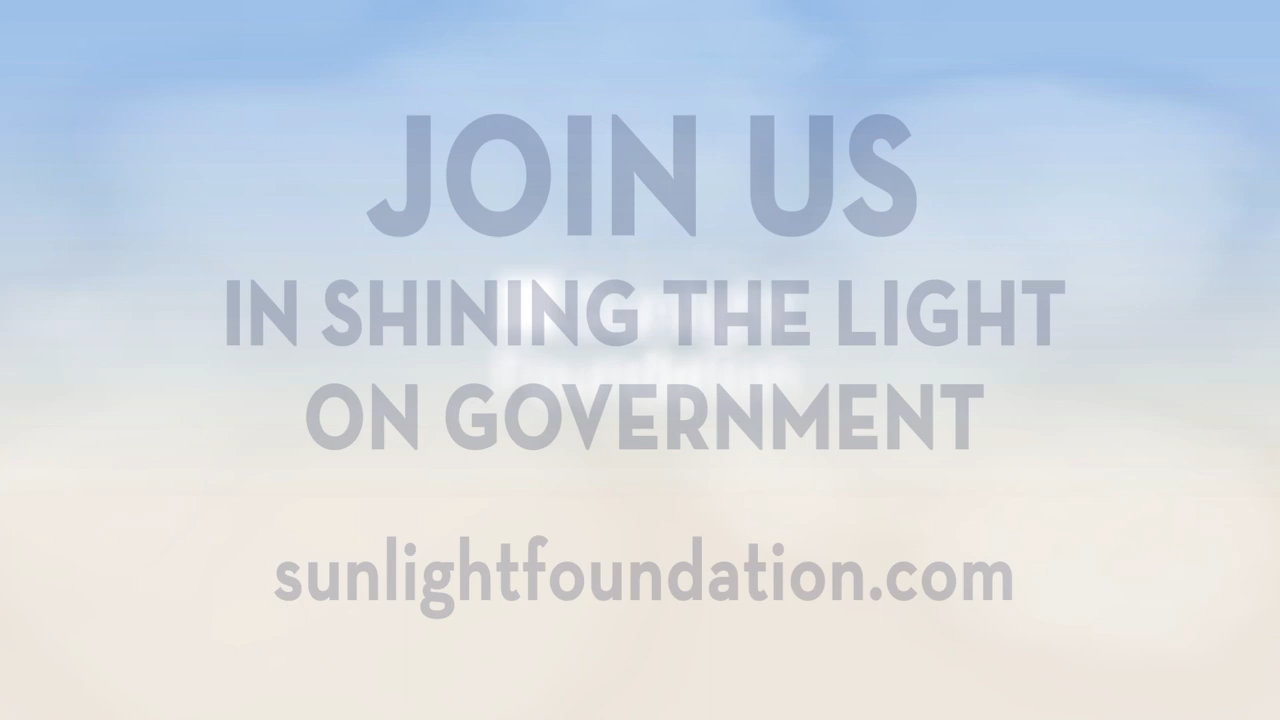 JOIN US
IN SHINING THE LIGHT
ON GOVERNMENT
sunlightfoundation.com